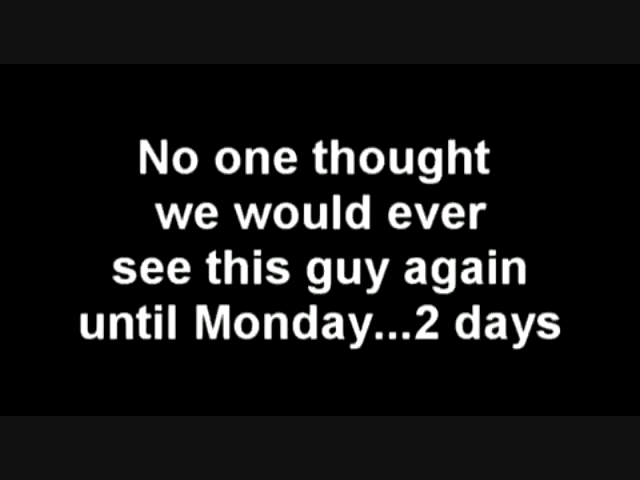 No one thought
we would ever
see this guy again
until Monday...2 days